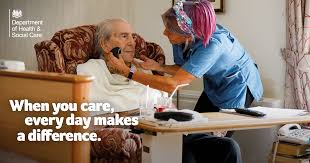 Department
of Health &
Social Care
When you care,
every day makes
a difference.